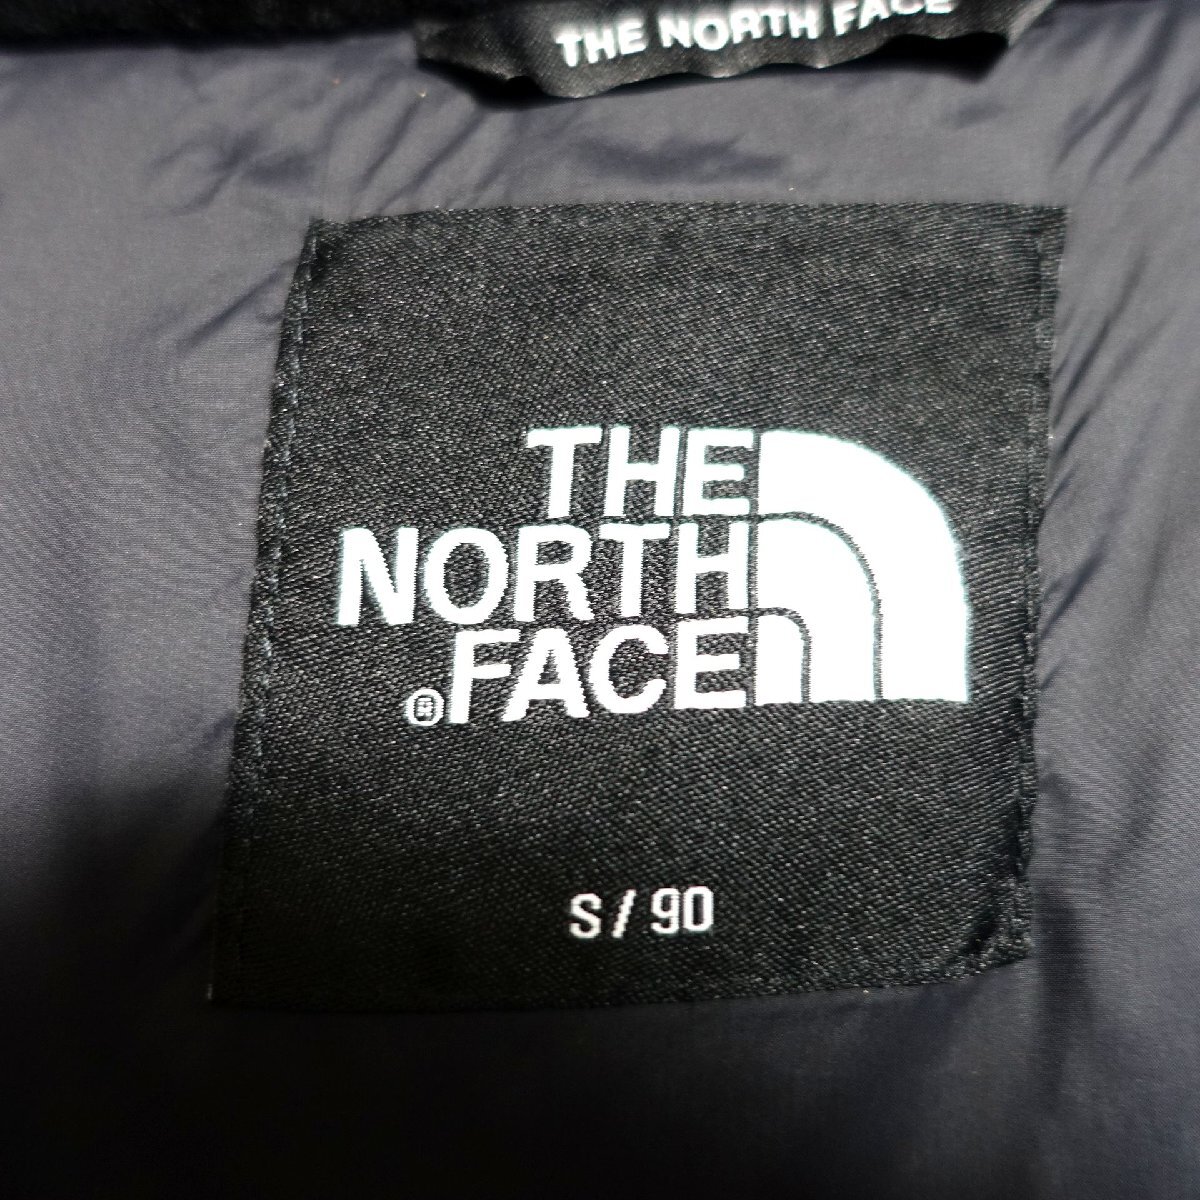 THE NORTH FACE
THE
NORTH
®FACE
S / 90